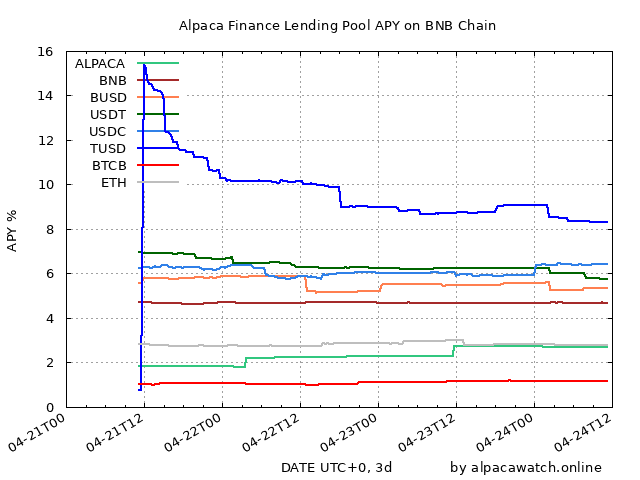 Alpaca Finance Lending Pool APY on BNB Chain
16
14
12
10
8
6
4
2
0
APY %
ALPACA
BNB
BUSD
USDT
USDC
TUSD
BTCB
ETH
04-21T00
04-21T12
04-22T00
04-22T12
04-23T00
04-23T12
04-24T00
04-24T12
DATE UTC+0, 3d
by alpacawatch.online